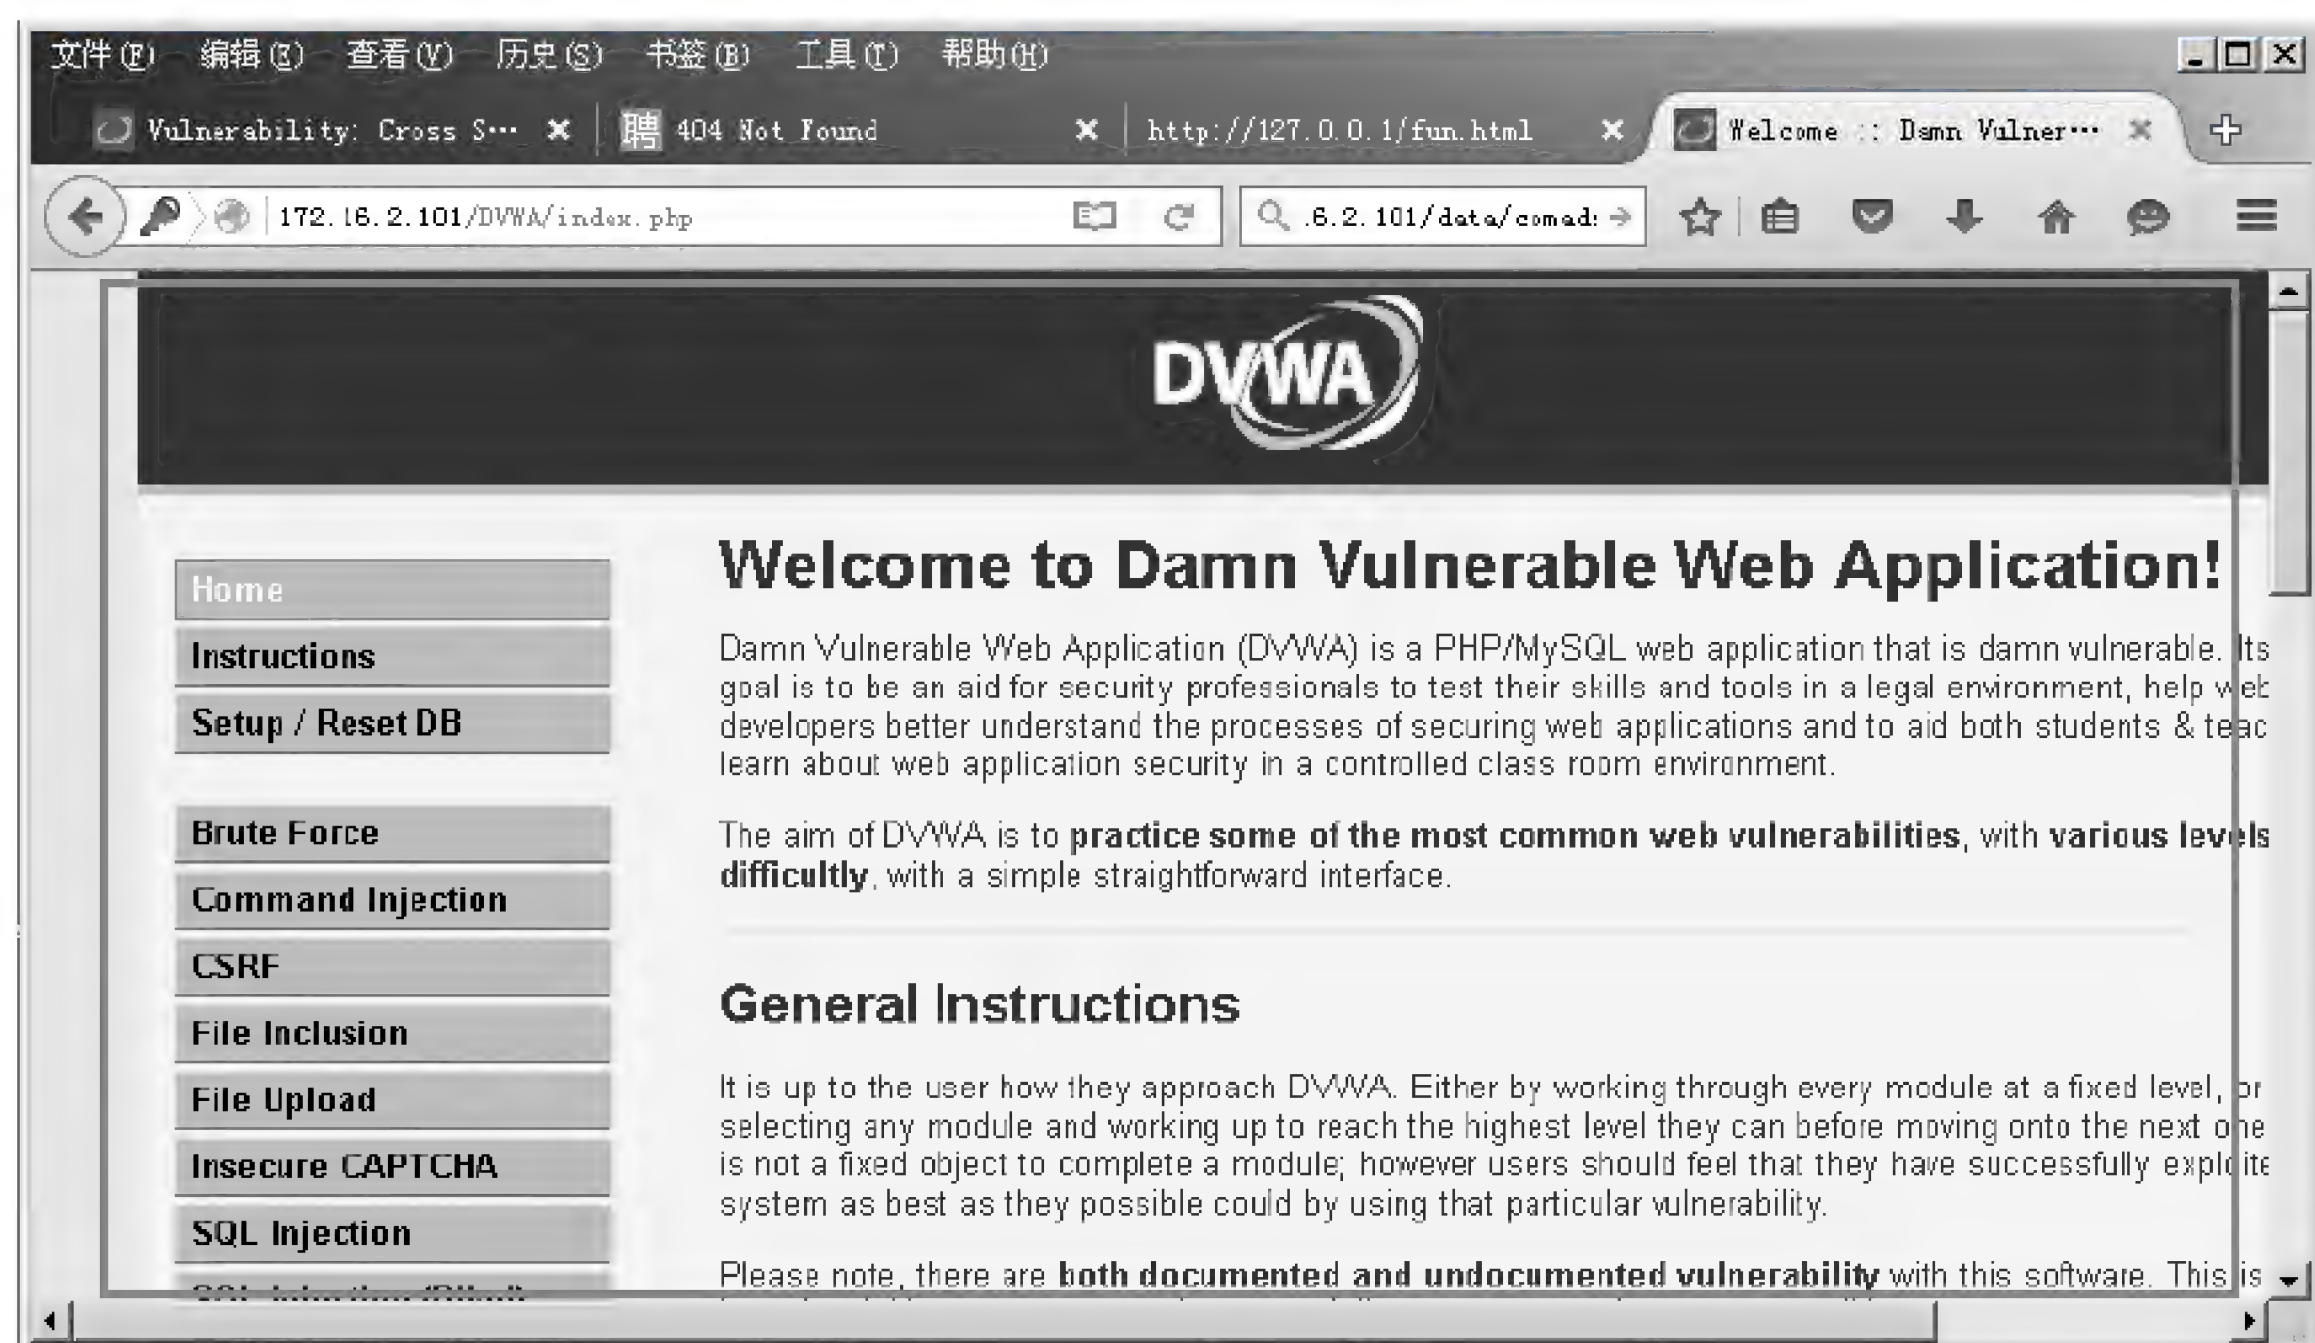 文件(F) 编辑(E) 查看(V) 历史(S) 书签(B) 工具(T) 帮助(H)
Vulnerability: Cross S··· 聘 404 Not Found http://127.0.0.1/fun.html Welcome :: Damn Vulner···
172.16.2.101/DVWA/index.php .6.2.101/data/comad
DVWA
Home
Instructions
Setup / Reset DB
Brute Force
Command Injection
CSRF
File Inclusion
File Upload
Insecure CAPTCHA
SQL Injection
Welcome to Damn Vulnerable Web Application!
Damn Vulnerable Web Application (DVWA) is a PHP/MySQL web application that is damn vulnerable. Its
goal is to be an aid for security professionals to test their skills and tools in a legal environment, help web
developers better understand the processes of securing web applications and to aid both students & teac
learn about web application security in a controlled class room environment.
The aim of DVWA is to practice some of the most common web vulnerabilities, with various levels
difficultly, with a simple straightforward interface.
General Instructions
It is up to the user how they approach DVWA. Either by working through every module at a fixed level, or
selecting any module and working up to reach the highest level they can before moving onto the next one
is not a fixed object to complete a module; however users should feel that they have successfully exploite
system as best as they possible could by using that particular vulnerability.
Please note, there are both documented and undocumented vulnerability with this software. This is